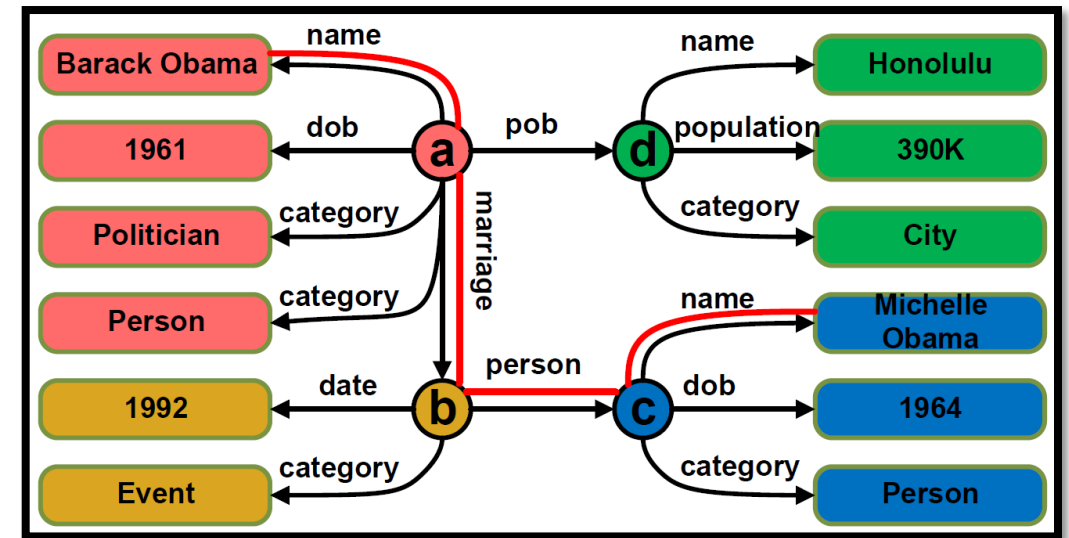 name
name
Barack Obama
Honolulu
dob
pob
population
1961
a
d
390K
category
marriage
category
Politician
City
category
name
Person
Michelle
Obama
date
person
dob
1992
b
c
1964
category
category
Event
Person